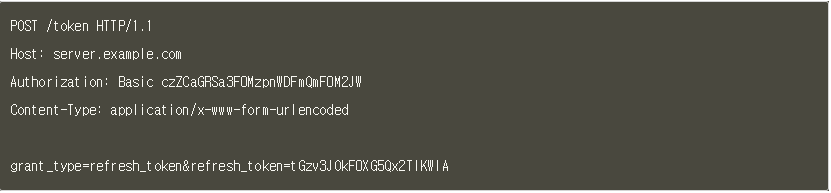 POST /token HTTP/1.1
Host: server.example.com
Authorization: Basic czZCaGRSa3F0MzpnWDFmQmF0M2JW
Content-Type: application/x-www-form-urlencoded
grant_type=refresh_token&refresh_token=tGzv3JOkF0XG5Qx2TlKWIA